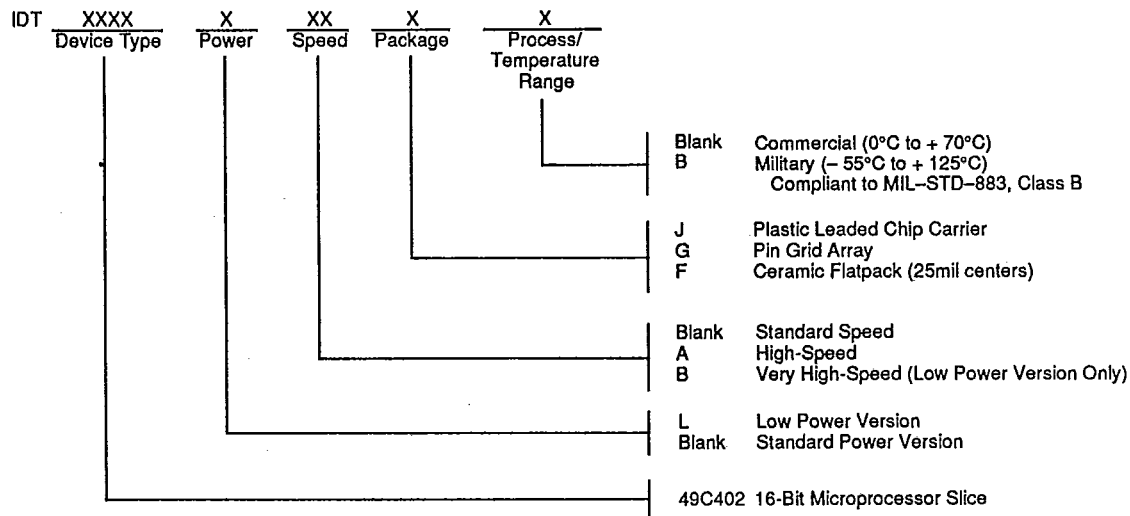 IDT XXXX X XX X X
Device Type Power Speed Package Process/
Temperature
Range
Blank Commercial (0°C to + 70°C)
B Military (– 55°C to + 125°C)
Compliant to MIL–STD–883, Class B
J Plastic Leaded Chip Carrier
G Pin Grid Array
F Ceramic Flatpack (25mil centers)
Blank Standard Speed
A High-Speed
B Very High-Speed (Low Power Version Only)
L Low Power Version
Blank Standard Power Version
49C402 16-Bit Microprocessor Slice